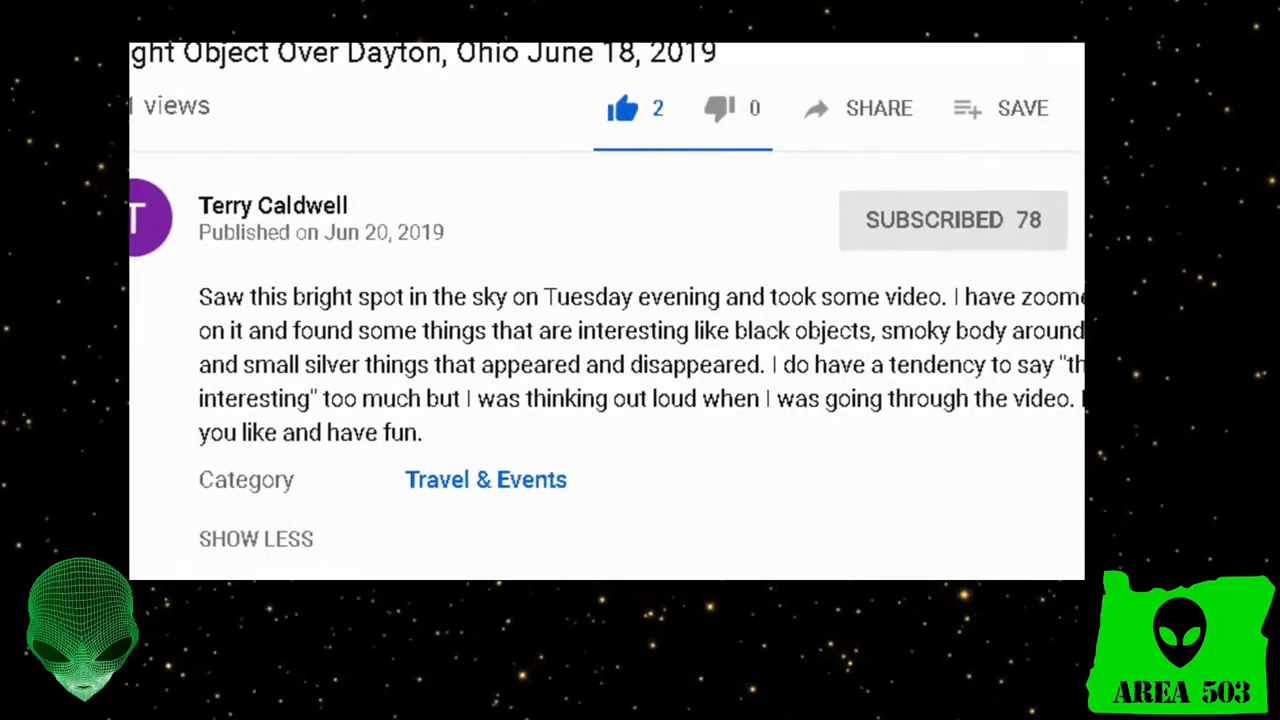 ght Object Over Dayton, Ohio June 18, 2019
1 views
2
0
SHARE
SAVE
T
Terry Caldwell
Published on Jun 20, 2019
SUBSCRIBED 78
Saw this bright spot in the sky on Tuesday evening and took some video. I have zoome
on it and found some things that are interesting like black objects, smoky body around
and small silver things that appeared and disappeared. I do have a tendency to say "th
interesting" too much but I was thinking out loud when I was going through the video.
you like and have fun.
Category
Travel & Events
SHOW LESS
AREA 503